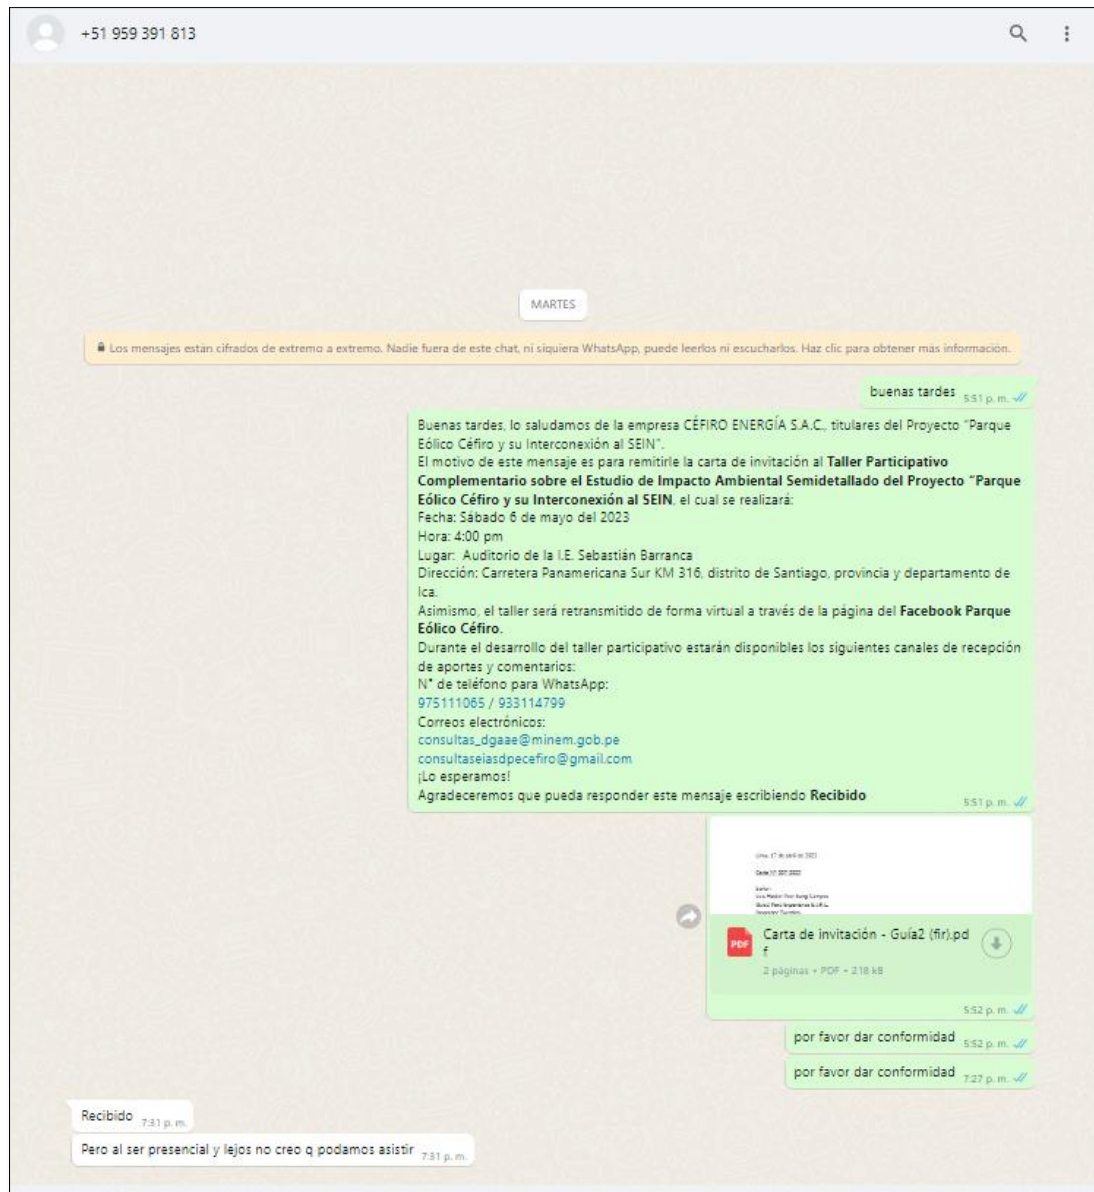 +51 959 391 813
MARTES
Los mensajes están cifrados de extremo a extremo. Nadie fuera de este chat, ni siquiera WhatsApp, puede leerlos ni escucharlos. Haz clic para obtener más información.
buenas tardes 5:51 p. m.
Buenas tardes, lo saludamos de la empresa CÉFIRO ENERGÍA S.A.C., titulares del Proyecto "Parque
Eólico Céfiro y su Interconexión al SEIN".
El motivo de este mensaje es para remitirle la carta de invitación al Taller Participativo
Complementario sobre el Estudio de Impacto Ambiental Semidetallado del Proyecto "Parque
Eólico Céfiro y su Interconexión al SEIN, el cual se realizará:
Fecha: Sábado 6 de mayo del 2023
Hora: 4:00 pm
Lugar: Auditorio de la I.E. Sebastián Barranca
Dirección: Carretera Panamericana Sur KM 316, distrito de Santiago, provincia y departamento de
Ica.
Asimismo, el taller será retransmitido de forma virtual a través de la página del Facebook Parque
Eólico Céfiro.
Durante el desarrollo del taller participativo estarán disponibles los siguientes canales de recepción
de aportes y comentarios:
N° de teléfono para WhatsApp:
975111065 / 933114799
Correos electrónicos:
consultas_dgaae@minem.gob.pe
consultaseiasdpecefiro@gmail.com
¡Lo esperamos!
Agradeceremos que pueda responder este mensaje escribiendo Recibido
5:51 p. m.
PDF
Carta de invitación - Guía2 (fir).pd
f
2 páginas • PDF • 218 kB
5:52 p. m.
por favor dar conformidad 5:52 p. m.
por favor dar conformidad 7:27 p. m.
Recibido 7:31 p. m.
Pero al ser presencial y lejos no creo q podamos asistir 7:31 p. m.